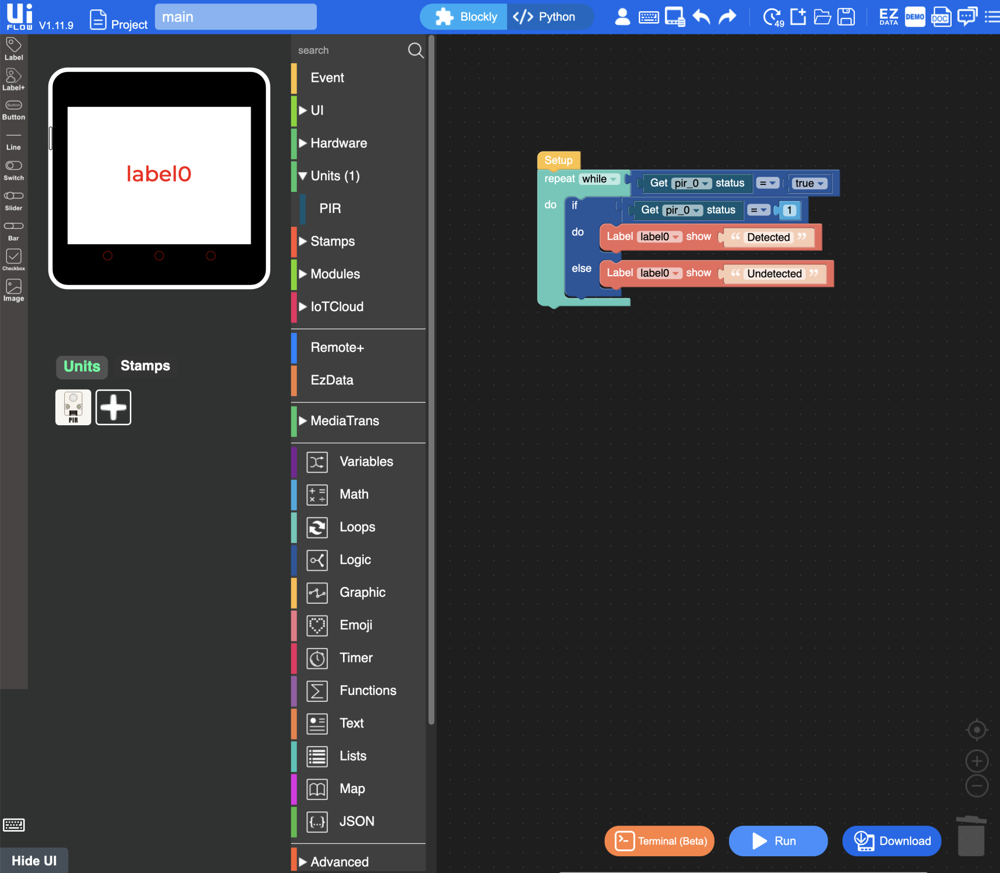 Ui
FLOW
V1.11.9
Project
main
Blockly
</> Python
49
EZ
DATA
DEMO
DOC
Label
Label+
Button
Button
Line
Switch
Slider
Bar
Checkbox
Image
label0
Units
Stamps
PIR
Hide UI
search
Event
UI
Hardware
Units (1)
PIR
Stamps
Modules
IoTCloud
Remote+
EzData
MediaTrans
Variables
Math
Loops
Logic
Graphic
Emoji
Timer
Functions
Text
Lists
Map
{...} JSON
Advanced
Setup
repeat while Get pir_0 status = true
do if Get pir_0 status = 1
do Label label0 show “ Detected ”
else Label label0 show “ Undetected ”
Terminal (Beta)
Run
Download